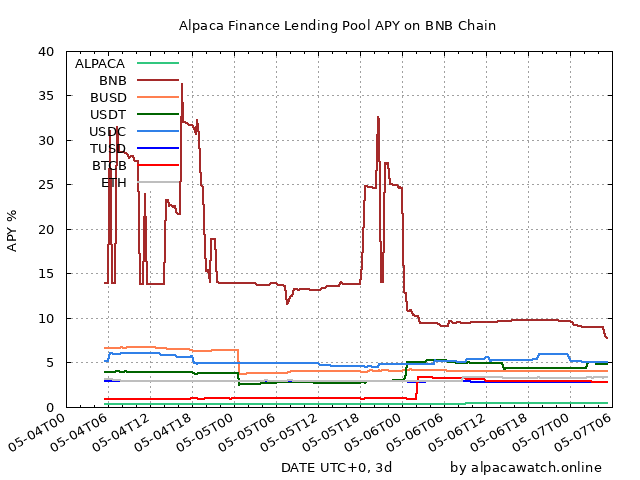 Alpaca Finance Lending Pool APY on BNB Chain
APY %
40
35
30
25
20
15
10
5
0
ALPACA
BNB
BUSD
USDT
USDC
TUSD
BTCB
ETH
05-04T00
05-04T06
05-04T12
05-04T18
05-05T00
05-05T06
05-05T12
05-05T18
05-06T00
05-06T06
05-06T12
05-06T18
05-07T00
05-07T06
DATE UTC+0, 3d
by alpacawatch.online